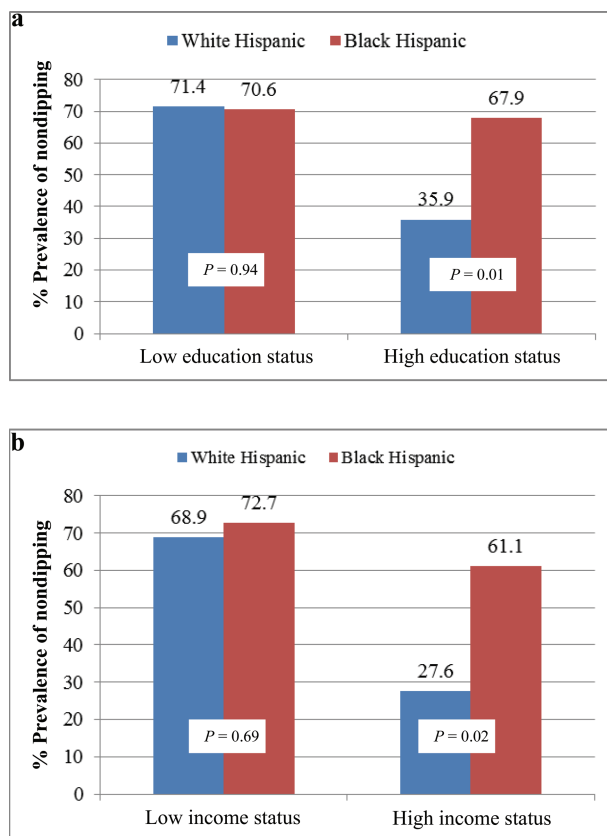 a
White Hispanic Black Hispanic
% Prevalence of nondipping
80
70
60
50
40
30
20
10
0
71.4
70.6
35.9
67.9
P = 0.94
P = 0.01
Low education status
High education status
b
White Hispanic Black Hispanic
% Prevalence of nondipping
80
70
60
50
40
30
20
10
0
68.9
72.7
27.6
61.1
P = 0.69
P = 0.02
Low income status
High income status